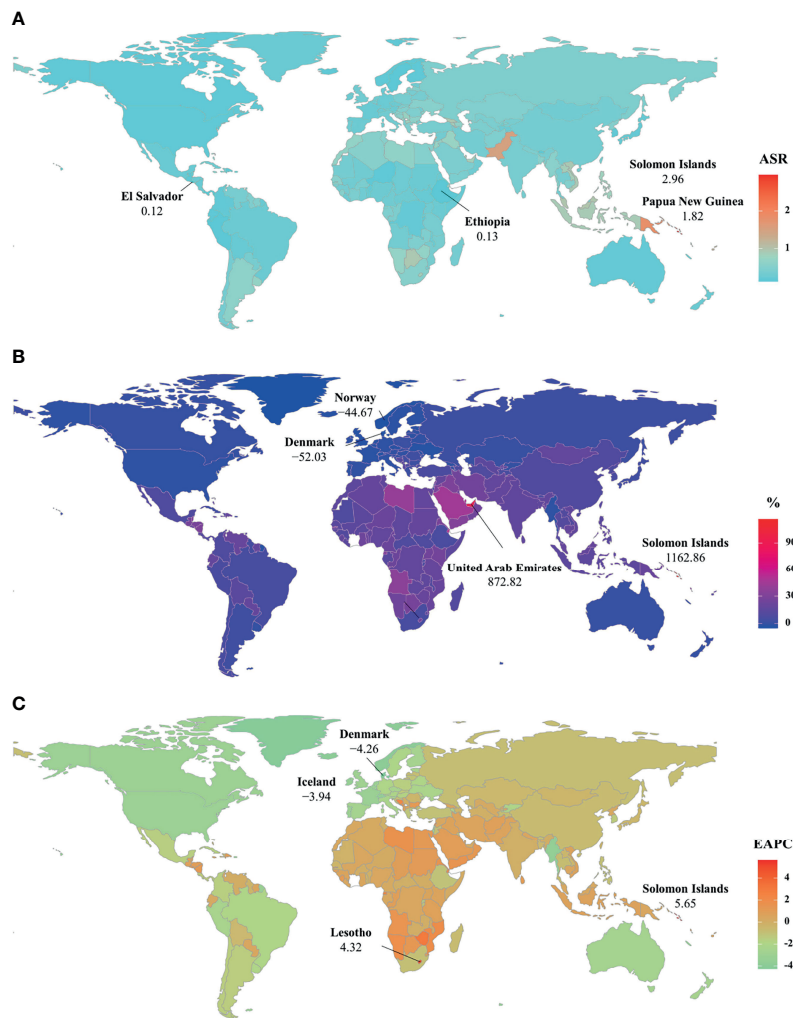 A
El Salvador
0.12
Ethiopia
0.13
Solomon Islands
2.96
Papua New Guinea
1.82
ASR
2
1
B
Norway
−44.67
Denmark
−52.03
United Arab Emirates
872.82
Solomon Islands
1162.86
%
90
60
30
0
C
Denmark
−4.26
Iceland
−3.94
Lesotho
4.32
Solomon Islands
5.65
EAPC
4
2
0
-2
-4